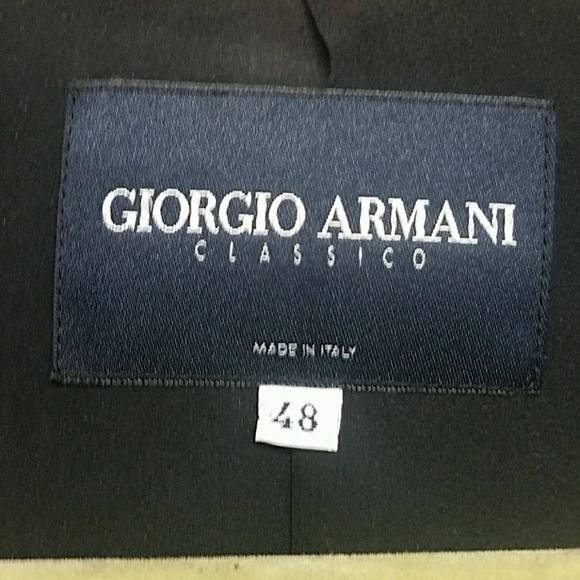 GIORGIO ARMANI
CLASSICO
MADE IN ITALY
48